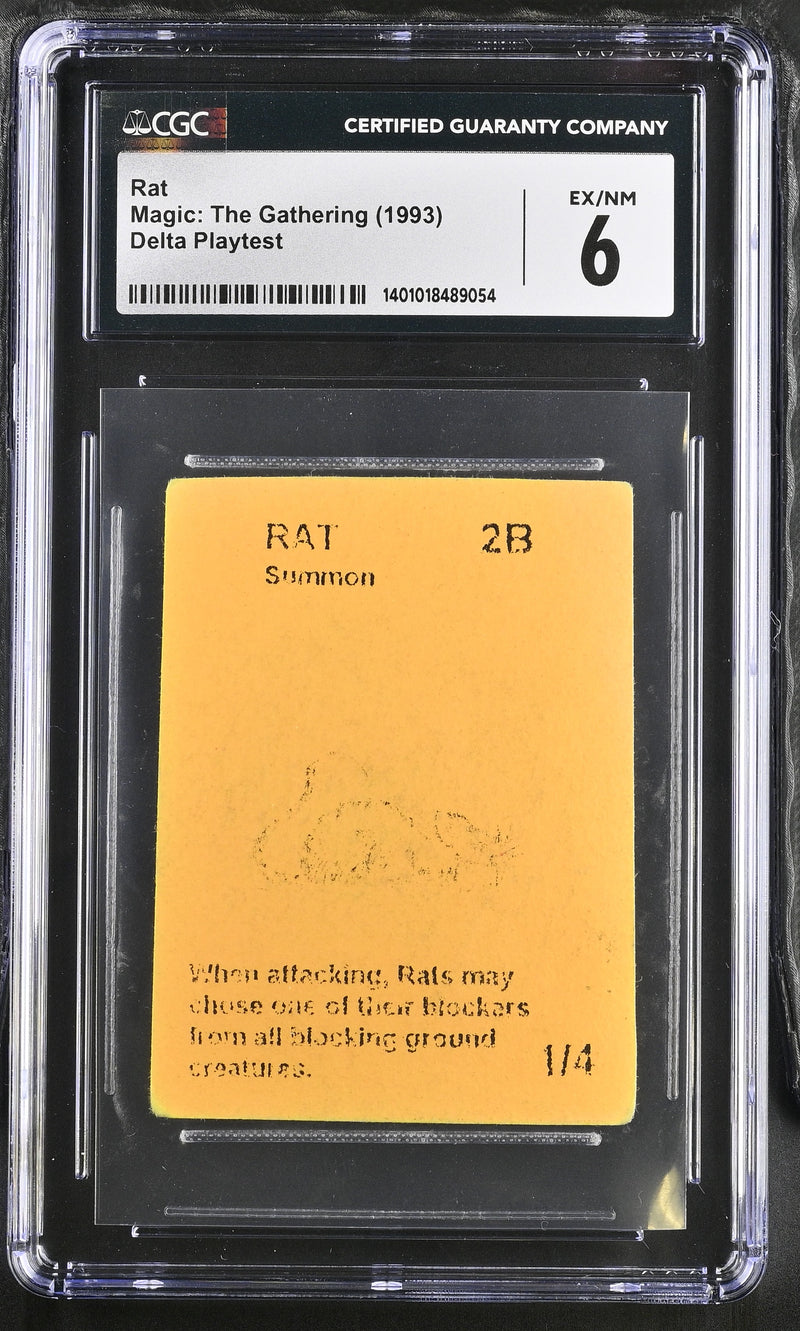 CGC
CERTIFIED GUARANTY COMPANY
Rat
Magic: The Gathering (1993)
Delta Playtest
EX/NM
6
1401018489054
RAT 2B
Summon
When attacking, Rats may
chose one of their blockers
from all blocking ground
creatures.
1/4